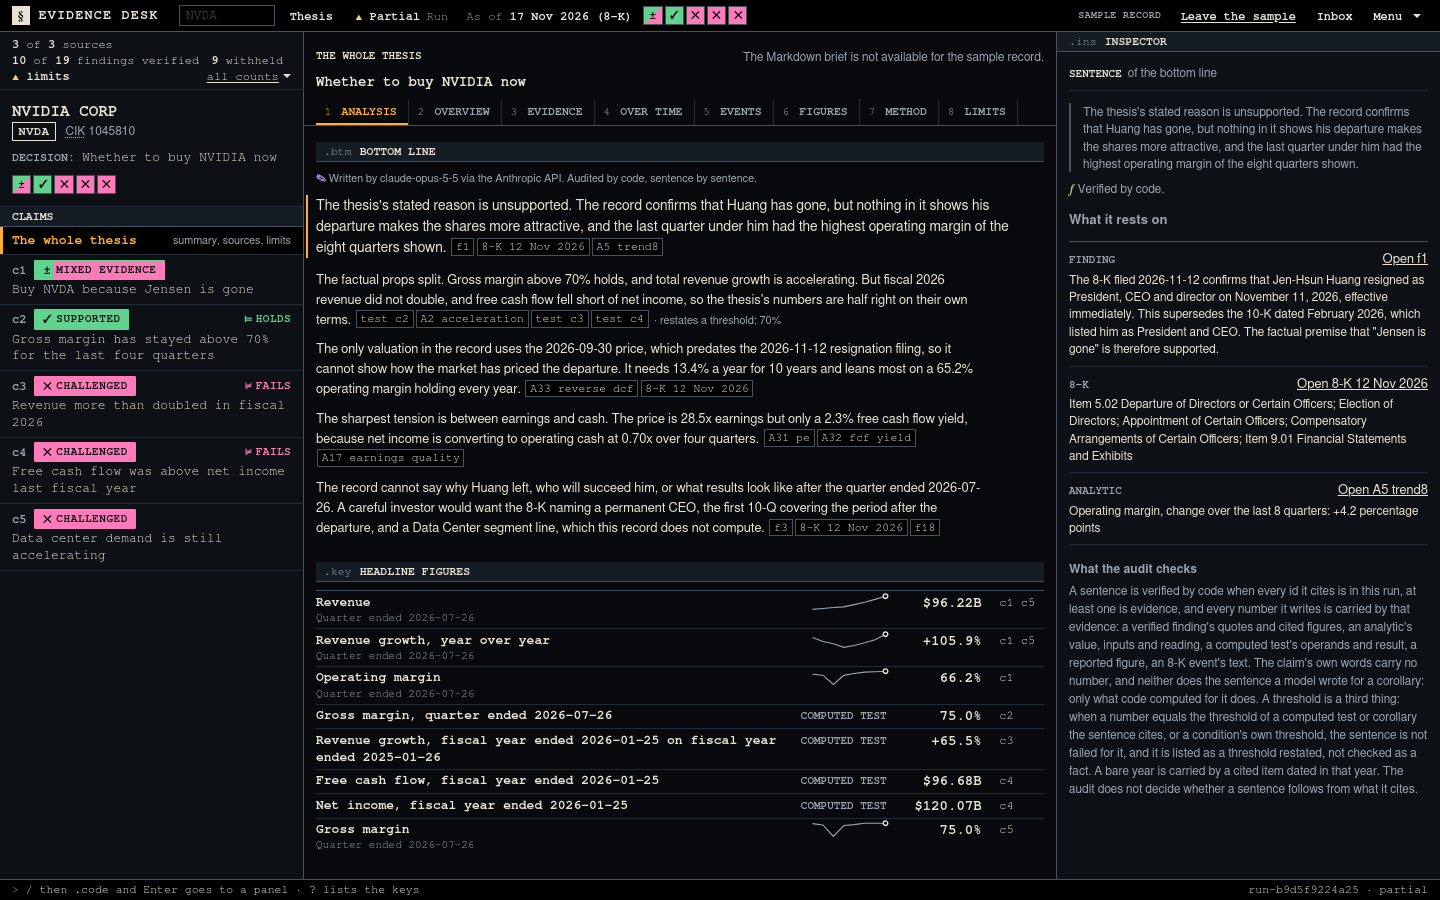 § EVIDENCE DESK NVDA Thesis ▲ Partial Run As of 17 Nov 2026 (8-K) ± ✓ ✕ ✕ ✕ SAMPLE RECORD Leave the sample Inbox Menu
3 of 3 sources
10 of 19 findings verified 9 withheld
▲ limits all counts
NVIDIA CORP
NVDA CIK 1045810
DECISION: Whether to buy NVIDIA now
± ✓ ✕ ✕ ✕
CLAIMS
The whole thesis summary, sources, limits
c1 ± MIXED EVIDENCE
Buy NVDA because Jensen is gone
c2 ✓ SUPPORTED ⊨ HOLDS
Gross margin has stayed above 70%
for the last four quarters
c3 ✕ CHALLENGED ⊭ FAILS
Revenue more than doubled in fiscal
2026
c4 ✕ CHALLENGED ⊭ FAILS
Free cash flow was above net income
last fiscal year
c5 ✕ CHALLENGED
Data center demand is still
accelerating
THE WHOLE THESIS The Markdown brief is not available for the sample record.
Whether to buy NVIDIA now
1 ANALYSIS 2 OVERVIEW 3 EVIDENCE 4 OVER TIME 5 EVENTS 6 FIGURES 7 METHOD 8 LIMITS
.btm BOTTOM LINE
✎ Written by claude-opus-5-5 via the Anthropic API. Audited by code, sentence by sentence.
The thesis's stated reason is unsupported. The record confirms that Huang has gone, but nothing in it shows his
departure makes the shares more attractive, and the last quarter under him had the highest operating margin of the
eight quarters shown. f1 8-K 12 Nov 2026 A5 trend8
The factual props split. Gross margin above 70% holds, and total revenue growth is accelerating. But fiscal 2026
revenue did not double, and free cash flow fell short of net income, so the thesis's numbers are half right on their own
terms. test c2 A2 acceleration test c3 test c4 · restates a threshold: 70%
The only valuation in the record uses the 2026-09-30 price, which predates the 2026-11-12 resignation filing, so it
cannot show how the market has priced the departure. It needs 13.4% a year for 10 years and leans most on a 65.2%
operating margin holding every year. A33 reverse dcf 8-K 12 Nov 2026
The sharpest tension is between earnings and cash. The price is 28.5x earnings but only a 2.3% free cash flow yield,
because net income is converting to operating cash at 0.70x over four quarters. A31 pe A32 fcf yield
A17 earnings quality
The record cannot say why Huang left, who will succeed him, or what results look like after the quarter ended 2026-07-
26. A careful investor would want the 8-K naming a permanent CEO, the first 10-Q covering the period after the
departure, and a Data Center segment line, which this record does not compute. f3 8-K 12 Nov 2026 f18
.key HEADLINE FIGURES
Revenue $96.22B c1 c5
Quarter ended 2026-07-26
Revenue growth, year over year +105.9% c1 c5
Quarter ended 2026-07-26
Operating margin 66.2% c1
Quarter ended 2026-07-26
Gross margin, quarter ended 2026-07-26 COMPUTED TEST 75.0% c2
Revenue growth, fiscal year ended 2026-01-25 on fiscal year COMPUTED TEST +65.5% c3
ended 2025-01-26
Free cash flow, fiscal year ended 2026-01-25 COMPUTED TEST $96.68B c4
Net income, fiscal year ended 2026-01-25 COMPUTED TEST $120.07B c4
Gross margin 75.0% c5
Quarter ended 2026-07-26
.ins INSPECTOR
SENTENCE of the bottom line
The thesis's stated reason is unsupported. The record confirms
that Huang has gone, but nothing in it shows his departure makes
the shares more attractive, and the last quarter under him had the
highest operating margin of the eight quarters shown.
ƒ Verified by code.
What it rests on
FINDING Open f1
The 8-K filed 2026-11-12 confirms that Jen-Hsun Huang resigned as
President, CEO and director on November 11, 2026, effective
immediately. This supersedes the 10-K dated February 2026, which
listed him as President and CEO. The factual premise that "Jensen is
gone" is therefore supported.
8-K Open 8-K 12 Nov 2026
Item 5.02 Departure of Directors or Certain Officers; Election of
Directors; Appointment of Certain Officers; Compensatory
Arrangements of Certain Officers; Item 9.01 Financial Statements
and Exhibits
ANALYTIC Open A5 trend8
Operating margin, change over the last 8 quarters: +4.2 percentage
points
What the audit checks
A sentence is verified by code when every id it cites is in this run, at
least one is evidence, and every number it writes is carried by that
evidence: a verified finding's quotes and cited figures, an analytic's
value, inputs and reading, a computed test's operands and result, a
reported figure, an 8-K event's text. The claim's own words carry no
number, and neither does the sentence a model wrote for a corollary:
only what code computed for it does. A threshold is a third thing:
when a number equals the threshold of a computed test or corollary
the sentence cites, or a condition's own threshold, the sentence is not
failed for it, and it is listed as a threshold restated, not checked as a
fact. A bare year is carried by a cited item dated in that year. The
audit does not decide whether a sentence follows from what it cites.
> / then .code and Enter goes to a panel · ? lists the keys run-b9d5f9224a25 · partial